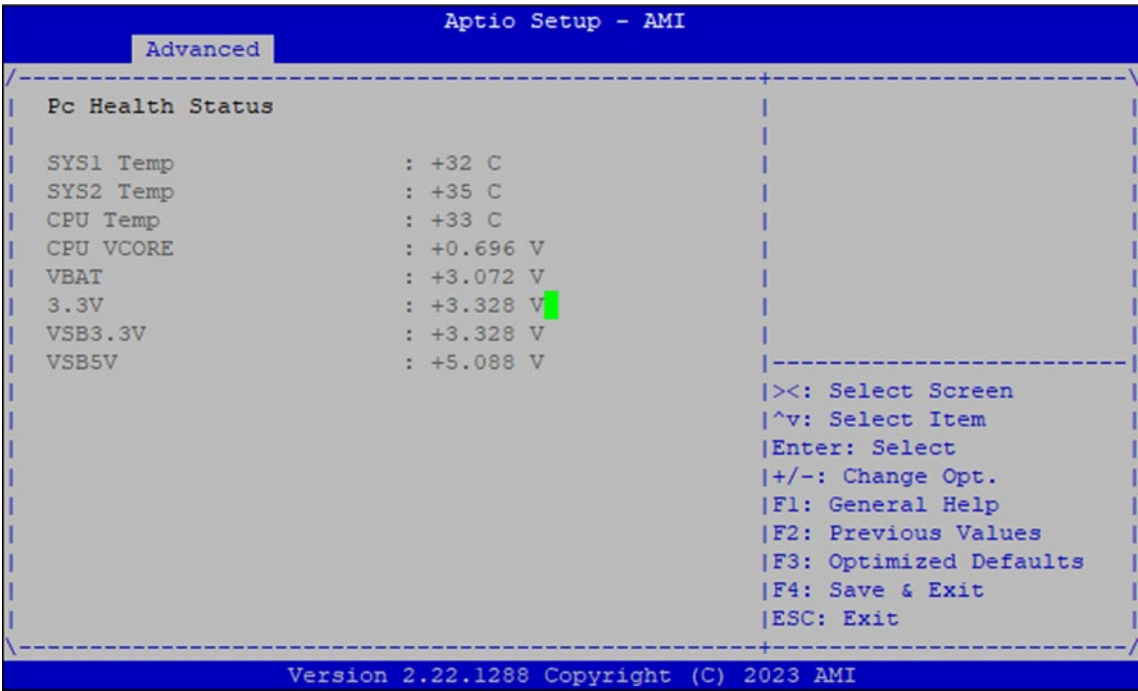 Aptio Setup - AMI
Advanced
Pc Health Status
SYS1 Temp : +32 C
SYS2 Temp : +35 C
CPU Temp : +33 C
CPU VCORE : +0.696 V
VBAT : +3.072 V
3.3V : +3.328 V
VSB3.3V : +3.328 V
VSB5V : +5.088 V
><: Select Screen
^v: Select Item
Enter: Select
+/-: Change Opt.
F1: General Help
F2: Previous Values
F3: Optimized Defaults
F4: Save & Exit
ESC: Exit
Version 2.22.1288 Copyright (C) 2023 AMI